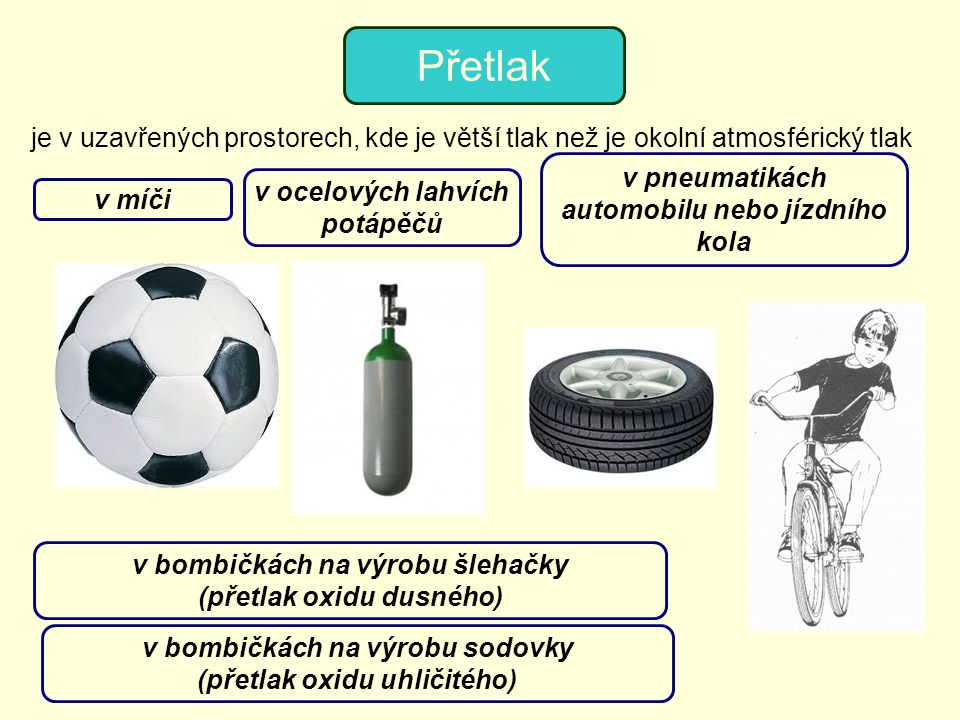 Přetlak
je v uzavřených prostorech, kde je větší tlak než je okolní atmosférický tlak
v míči
v ocelových lahvích
potápěčů
v pneumatikách
automobilu nebo jízdního
kola
v bombičkách na výrobu šlehačky
(přetlak oxidu dusného)
v bombičkách na výrobu sodovky
(přetlak oxidu uhličitého)